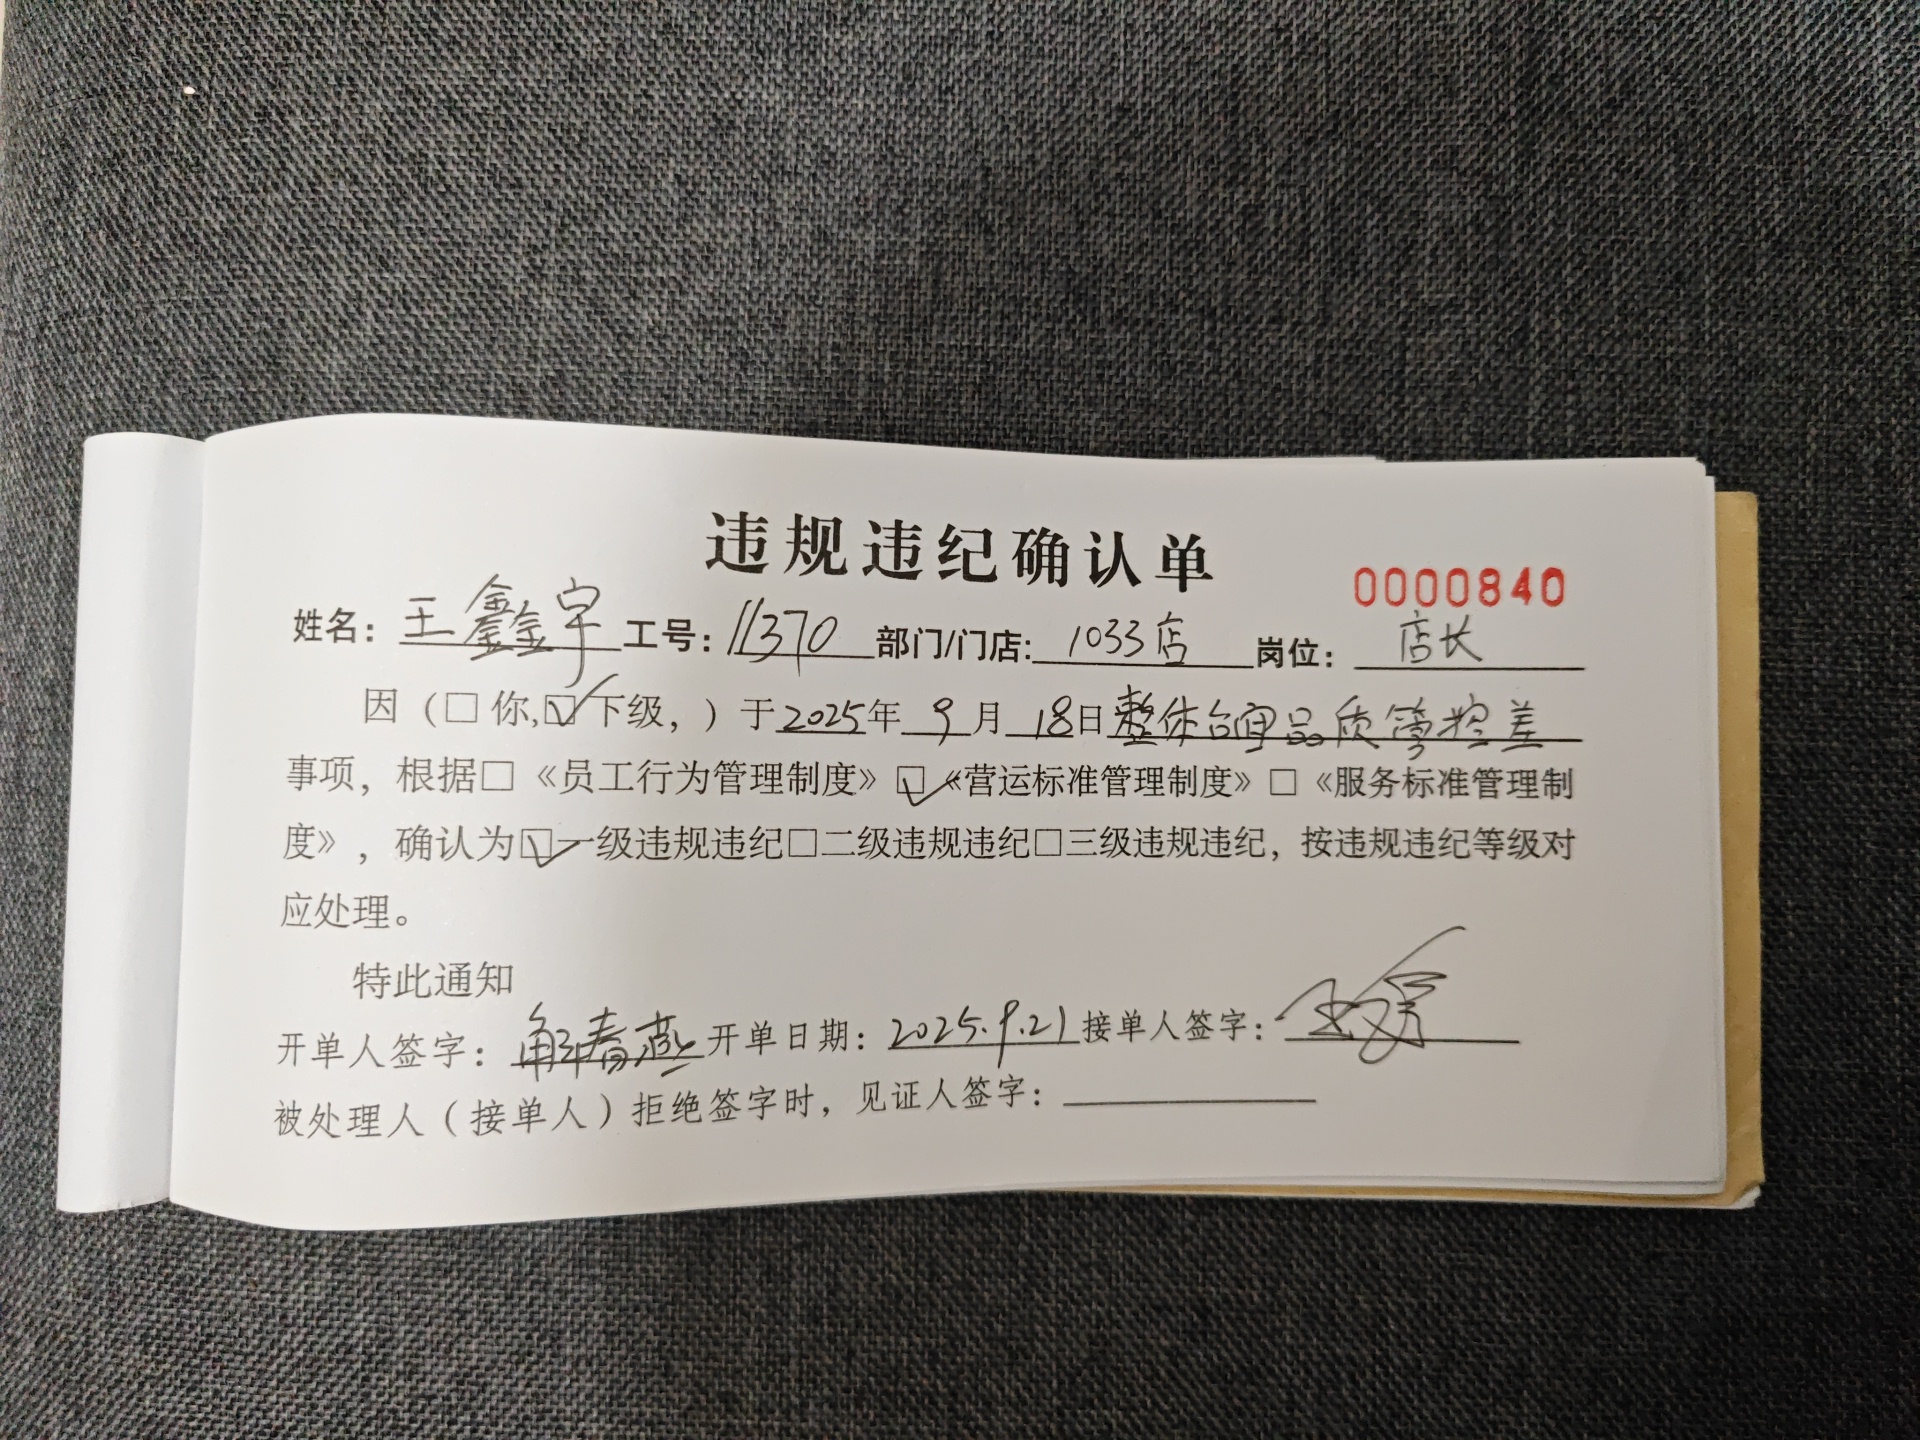 违规违纪确认单
0000840
姓名：王鑫宇 工号：11370 部门/门店：1033店 岗位：店长
因（□你,☑下级，）于2025年9月18日整体台面品质管控差
事项，根据□《员工行为管理制度》☑《营运标准管理制度》□《服务标准管理制
度》，确认为☑一级违规违纪□二级违规违纪□三级违规违纪，按违规违纪等级对
应处理。
特此通知
开单人签字：解春燕 开单日期：2025.9.21 接单人签字：
被处理人（接单人）拒绝签字时，见证人签字：